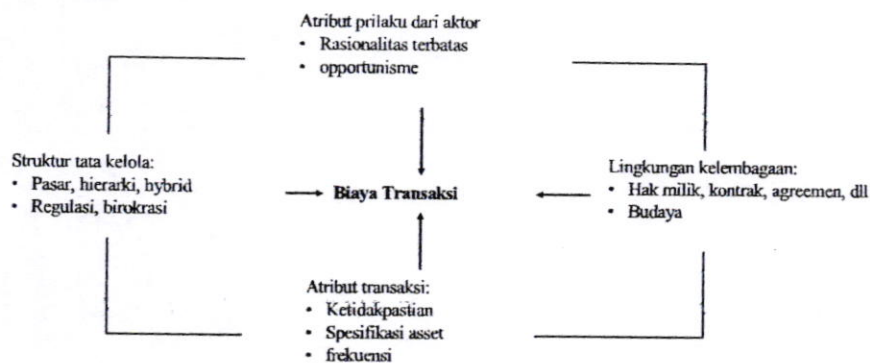 Atribut prilaku dari aktor
• Rasionalitas terbatas
• opportunisme
Struktur tata kelola:
• Pasar, hierarki, hybrid
• Regulasi, birokrasi
Biaya Transaksi
Lingkungan kelembagaan:
• Hak milik, kontrak, agreemen, dll
• Budaya
Atribut transaksi:
• Ketidakpastian
• Spesifikasi asset
• frekuensi